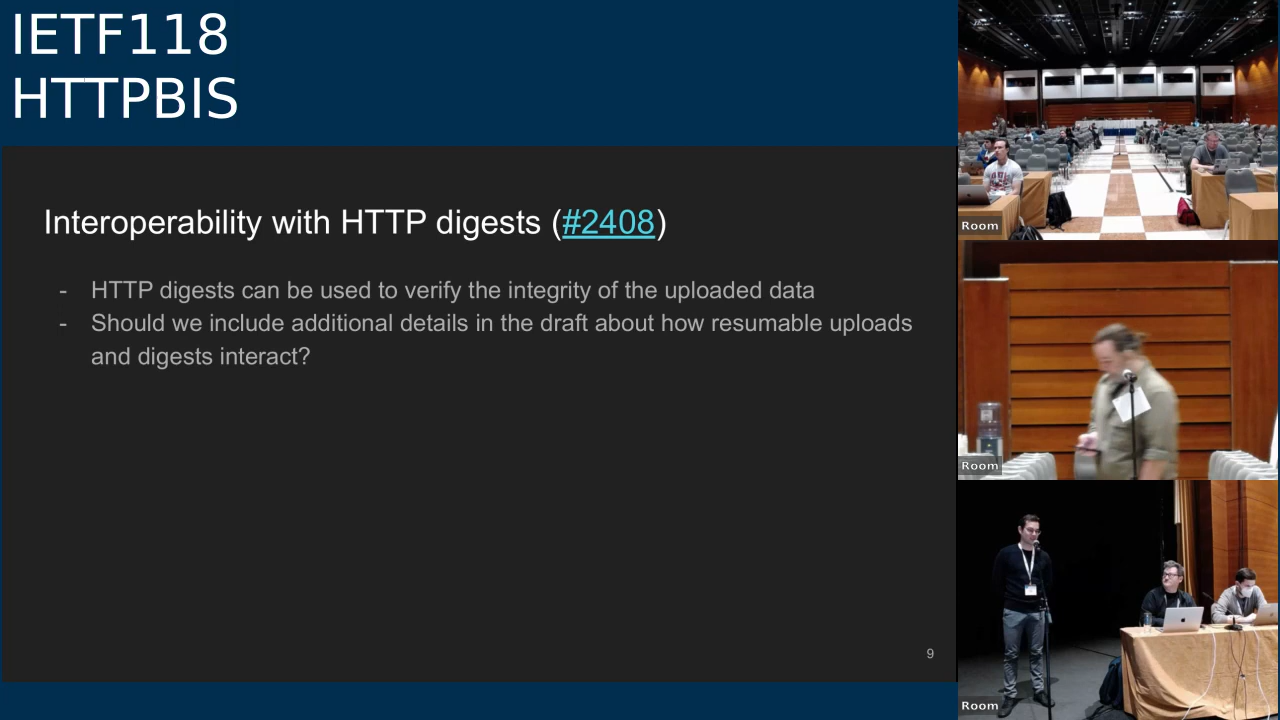 IETF118
HTTPBIS
Interoperability with HTTP digests (#2408)
- HTTP digests can be used to verify the integrity of the uploaded data
- Should we include additional details in the draft about how resumable uploads
and digests interact?
9
Room
Room
Room